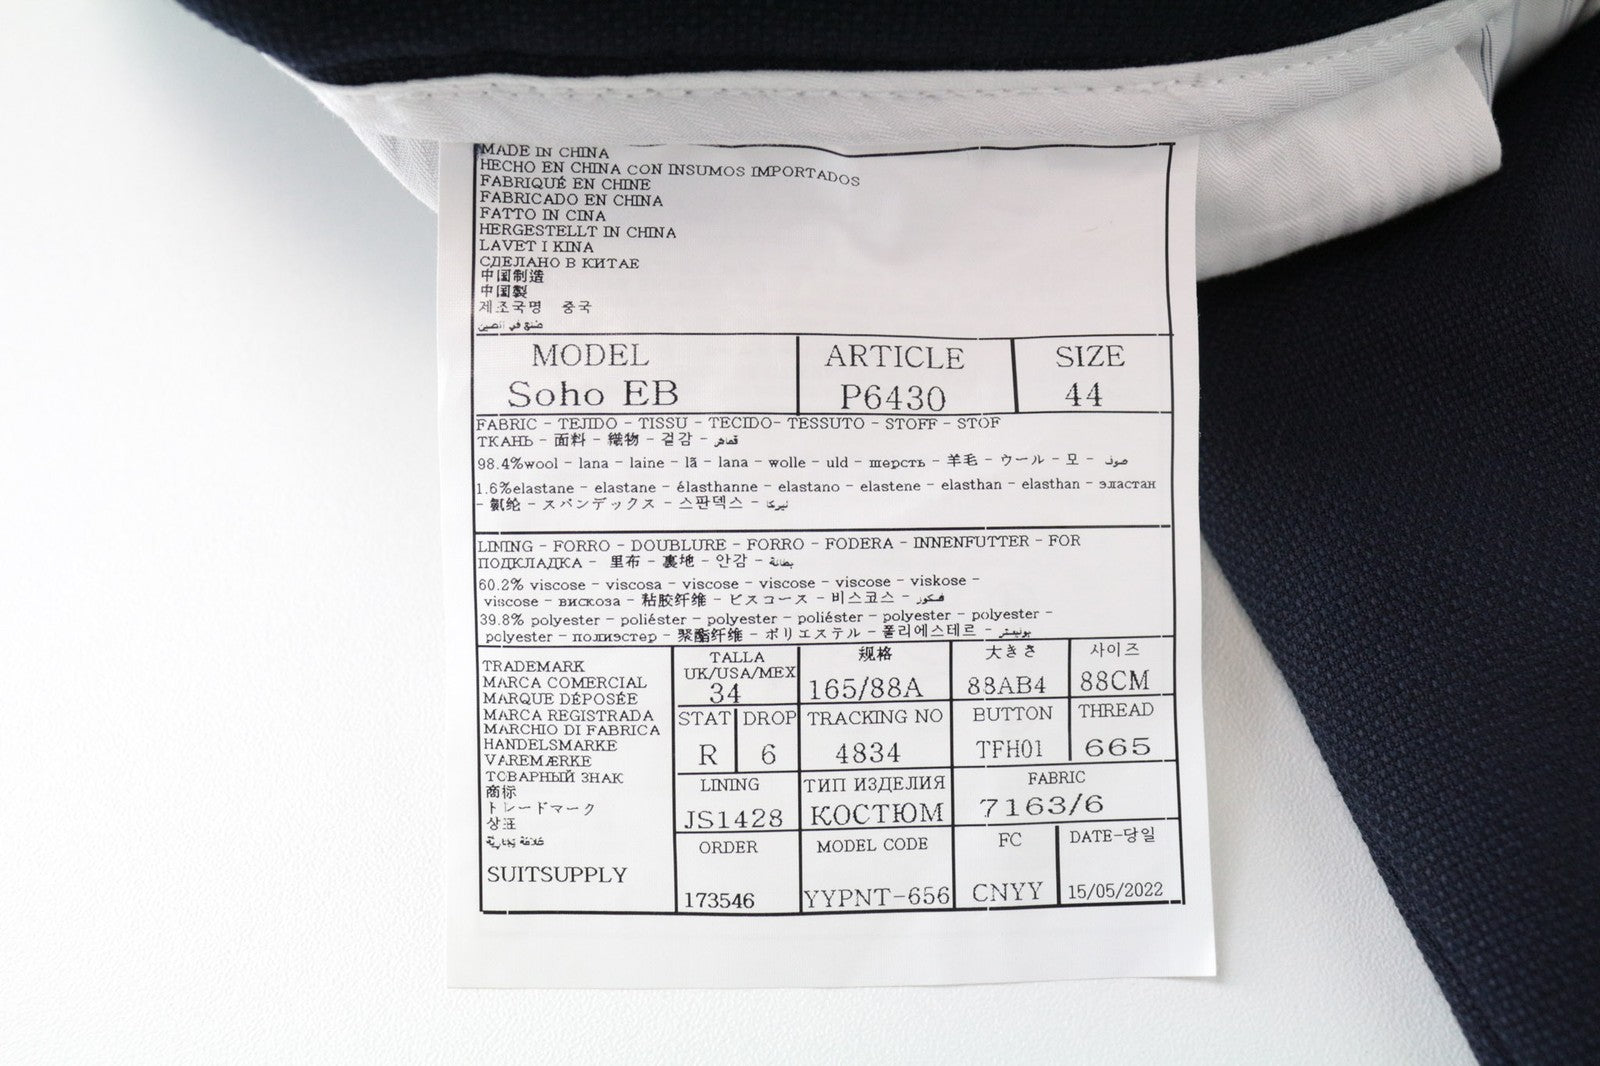 MADE IN CHINA
HECHO EN CHINA CON INSUMOS IMPORTADOS
FABRIQUÉ EN CHINE
FABRICADO EN CHINA
FATTO IN CINA
HERGESTELLT IN CHINA
LAVET I KINA
СДЕЛАНО В КИТАЕ
中国制造
中国製
제조국명 중국
صنع في الصين
MODEL ARTICLE SIZE
Soho EB P6430 44
FABRIC - TEJIDO - TISSU - TECIDO- TESSUTO - STOFF - STOF
ТКАНЬ - 面料 - 織物 - 겉감 - قماش
98.4%wool - lana - laine - lã - lana - wolle - uld - шерсть - 羊毛 - ウール - 모 - صوف
1.6%elastane - elastane - élasthanne - elastano - elastene - elasthan - elasthan - эластан
- 氨纶 - スパンデックス - 스판덱스 -
LINING - FORRO - DOUBLURE - FORRO - FODERA - INNENFUTTER - FOR
ПОДКЛАДКА - 里布 - 裏地 - 안감 - بطانة
60.2% viscose - viscosa - viscose - viscose - viscose - viskose -
viscose - вискоза - 粘胶纤维 - ビスコース - 비스코스 - فسكوز
39.8% polyester - poliéster - polyester - poliéster - polyester - polyester -
polyester - полиэстер - 聚酯纤维 - ポリエステル - 폴리에스테르 -
TRADEMARK
MARCA COMERCIAL
MARQUE DÉPOSÉE
MARCA REGISTRADA
MARCHIO DI FABRICA
HANDELSMARKE
VAREMÆRKE
ТОВАРНЫЙ ЗНАК
商标
トレードマーク
상표
علامة تجارية
SUITSUPPLY
TALLA 规格 大きさ 사이즈
UK/USA/MEX
34 165/88A 88AB4 88CM
STAT DROP TRACKING NO BUTTON THREAD
R 6 4834 TFH01 665
LINING ТИП ИЗДЕЛИЯ FABRIC
JS1428 КОСТЮМ 7163/6
ORDER MODEL CODE FC DATE-당일
173546 YYPNT-656 CNYY 15/05/2022